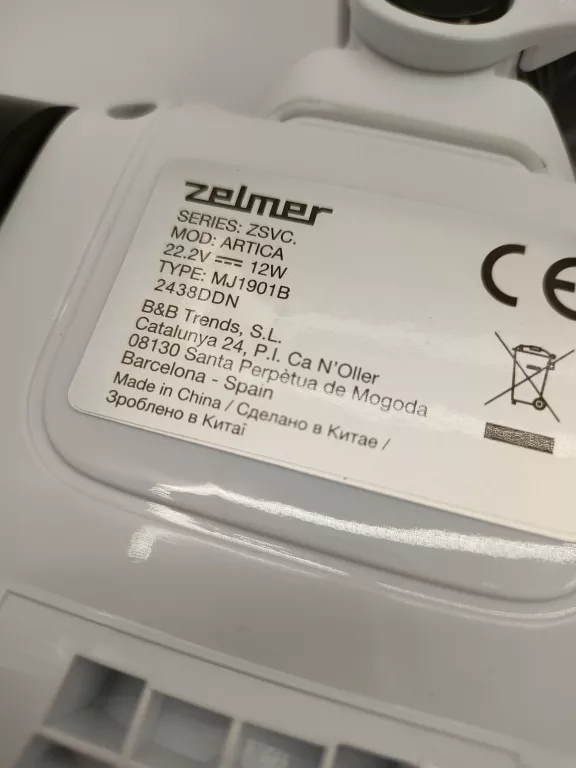 zelmer
SERIES: ZSVC.
MOD: ARTICA
22.2V ⎓ 12W
TYPE: MJ1901B
2438DDN
B&B Trends, S.L.
Catalunya 24, P.I. Ca N'Oller
08130 Santa Perpètua de Mogoda
Barcelona - Spain
Made in China / Сделано в Китае /
Зроблено в Китаї
CE